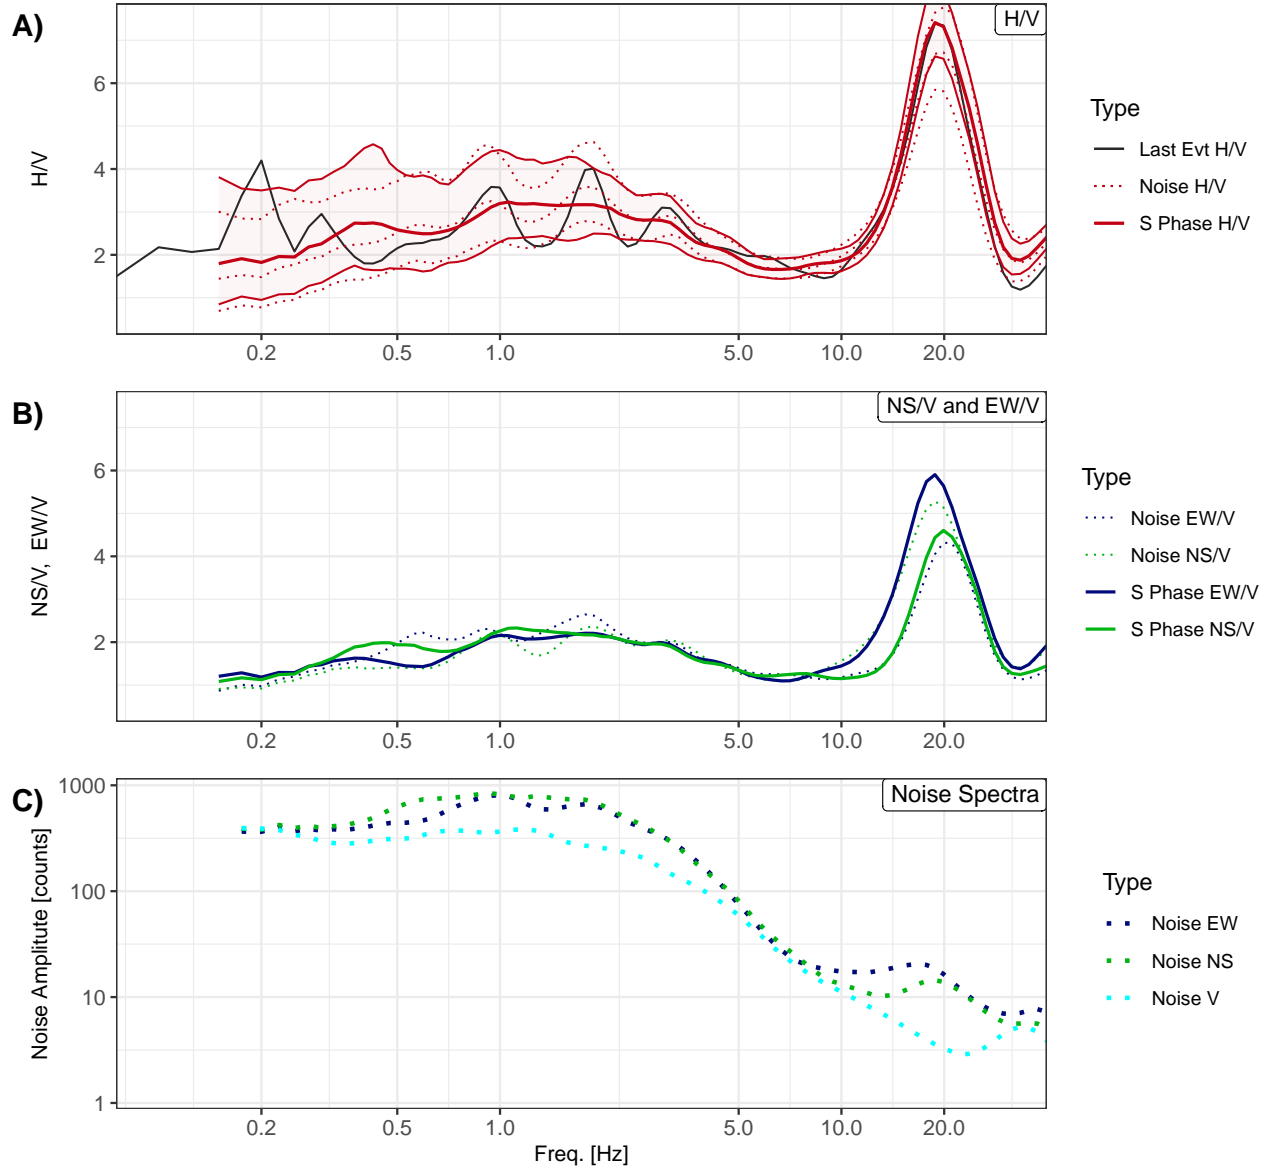 A)
H/V
H/V
6
4
2
0.2 0.5 1.0 5.0 10.0 20.0
Type
Last Evt H/V
Noise H/V
S Phase H/V
B)
NS/V and EW/V
NS/V, EW/V
6
4
2
0.2 0.5 1.0 5.0 10.0 20.0
Type
Noise EW/V
Noise NS/V
S Phase EW/V
S Phase NS/V
C)
Noise Spectra
Noise Amplitude [counts]
1000
100
10
1
0.2 0.5 1.0 5.0 10.0 20.0
Freq. [Hz]
Type
Noise EW
Noise NS
Noise V